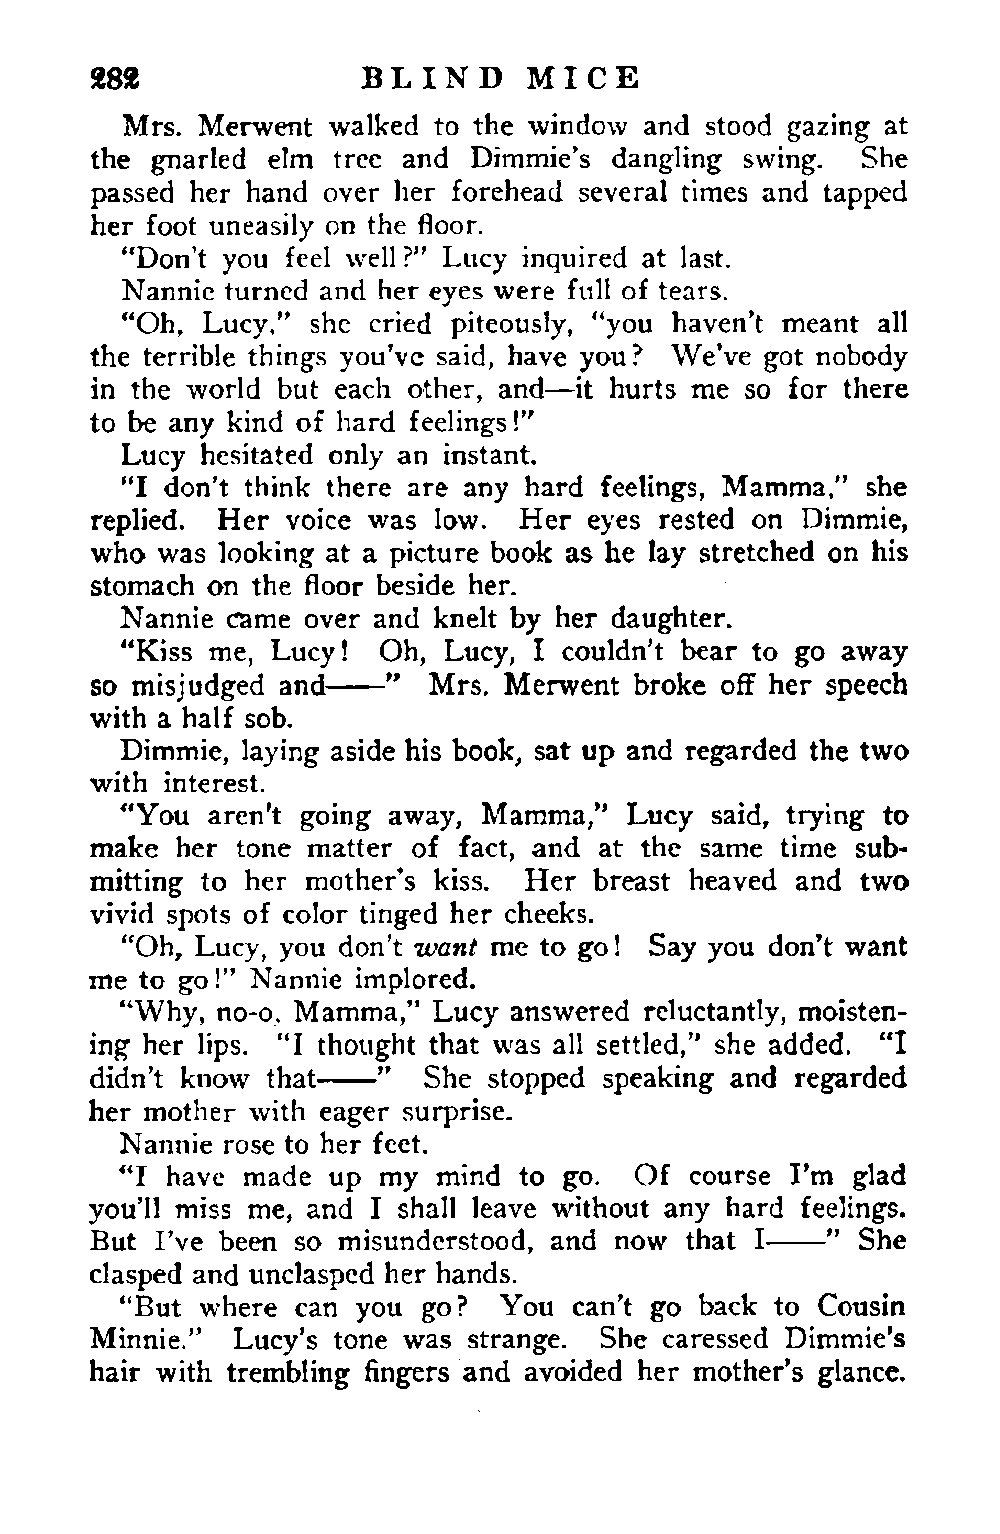 282 BLIND MICE
Mrs. Merwent walked to the window and stood gazing at
the gnarled elm tree and Dimmie's dangling swing. She
passed her hand over her forehead several times and tapped
her foot uneasily on the floor.
"Don't you feel well?" Lucy inquired at last.
Nannie turned and her eyes were full of tears.
"Oh, Lucy," she cried piteously, "you haven't meant all
the terrible things you've said, have you? We've got nobody
in the world but each other, and—it hurts me so for there
to be any kind of hard feelings!"
Lucy hesitated only an instant.
"I don't think there are any hard feelings, Mamma," she
replied. Her voice was low. Her eyes rested on Dimmie,
who was looking at a picture book as he lay stretched on his
stomach on the floor beside her.
Nannie came over and knelt by her daughter.
"Kiss me, Lucy! Oh, Lucy, I couldn't bear to go away
so misjudged and——" Mrs. Merwent broke off her speech
with a half sob.
Dimmie, laying aside his book, sat up and regarded the two
with interest.
"You aren't going away, Mamma," Lucy said, trying to
make her tone matter of fact, and at the same time sub-
mitting to her mother's kiss. Her breast heaved and two
vivid spots of color tinged her cheeks.
"Oh, Lucy, you don't want me to go! Say you don't want
me to go!" Nannie implored.
"Why, no-o, Mamma," Lucy answered reluctantly, moisten-
ing her lips. "I thought that was all settled," she added. "I
didn't know that——" She stopped speaking and regarded
her mother with eager surprise.
Nannie rose to her feet.
"I have made up my mind to go. Of course I'm glad
you'll miss me, and I shall leave without any hard feelings.
But I've been so misunderstood, and now that I——" She
clasped and unclasped her hands.
"But where can you go? You can't go back to Cousin
Minnie." Lucy's tone was strange. She caressed Dimmie's
hair with trembling fingers and avoided her mother's glance.